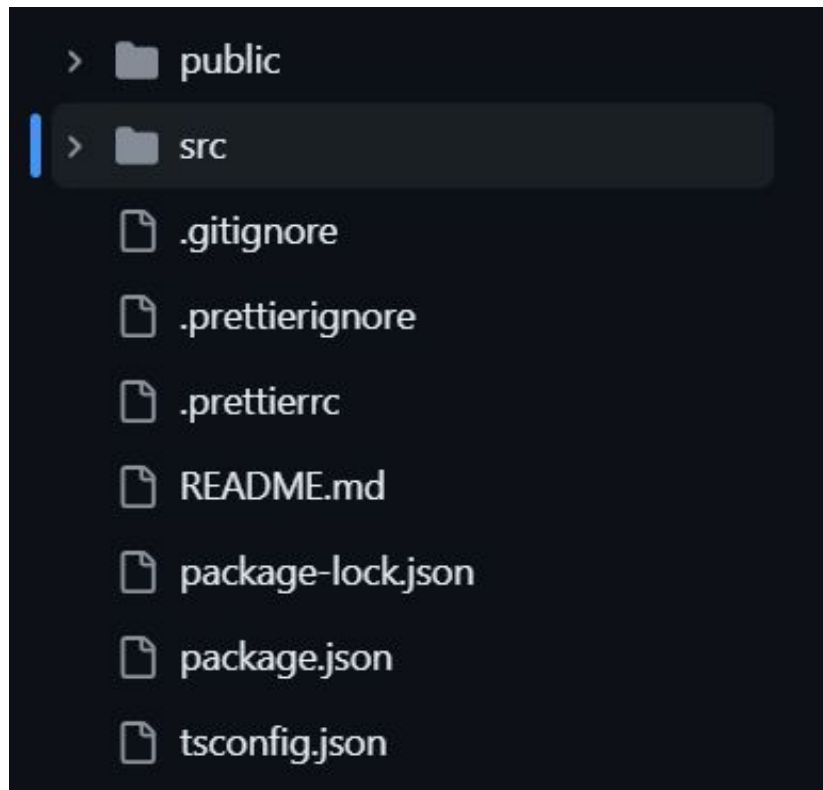 public
src
.gitignore
.prettierignore
.prettierrc
README.md
package-lock.json
package.json
tsconfig.json